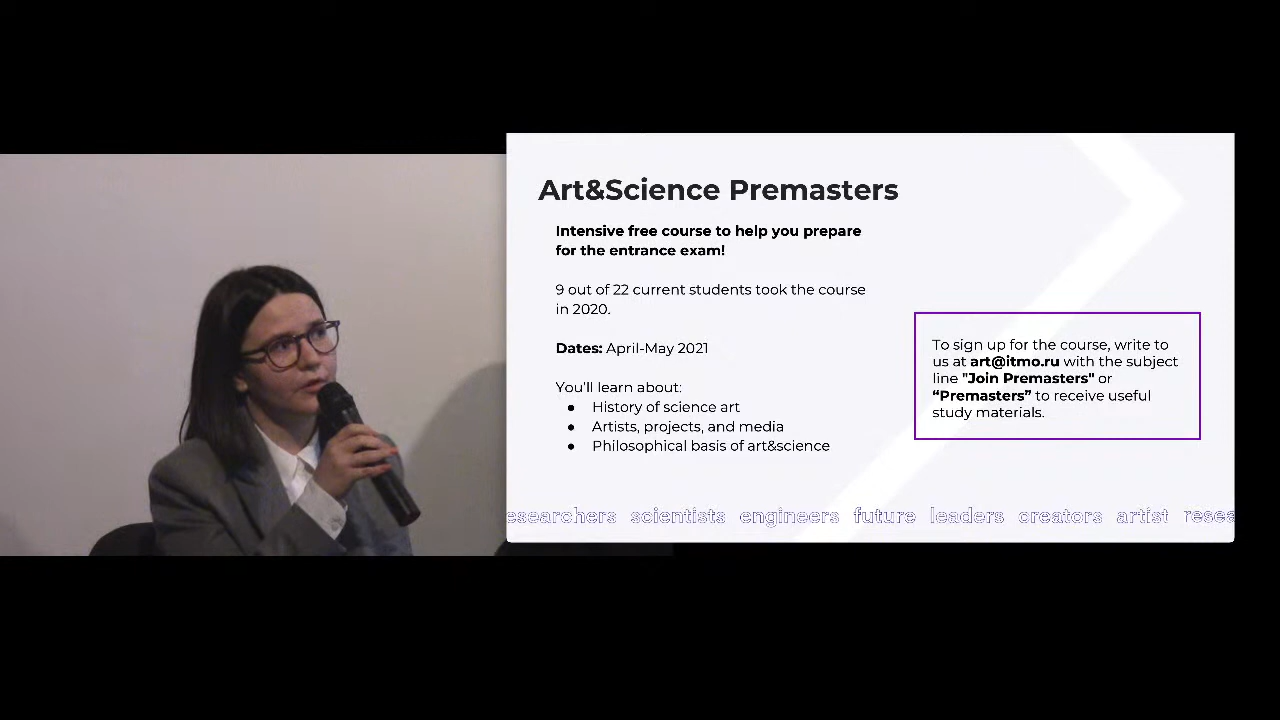 Art&Science Premasters
Intensive free course to help you prepare
for the entrance exam!
9 out of 22 current students took the course
in 2020.
Dates: April-May 2021
You'll learn about:
● History of science art
● Artists, projects, and media
● Philosophical basis of art&science
To sign up for the course, write to
us at art@itmo.ru with the subject
line "Join Premasters" or
“Premasters” to receive useful
study materials.
esearchers scientists engineers future leaders creators artist resea